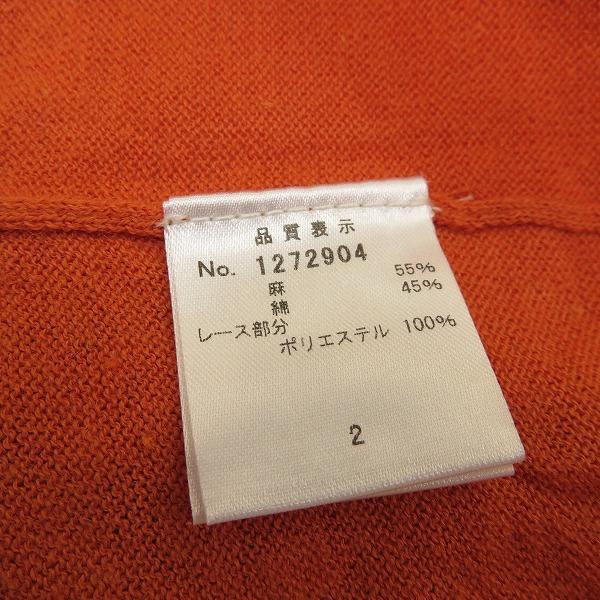 品質表示
No. 1272904
麻 55%
綿 45%
レース部分
ポリエステル 100%
2